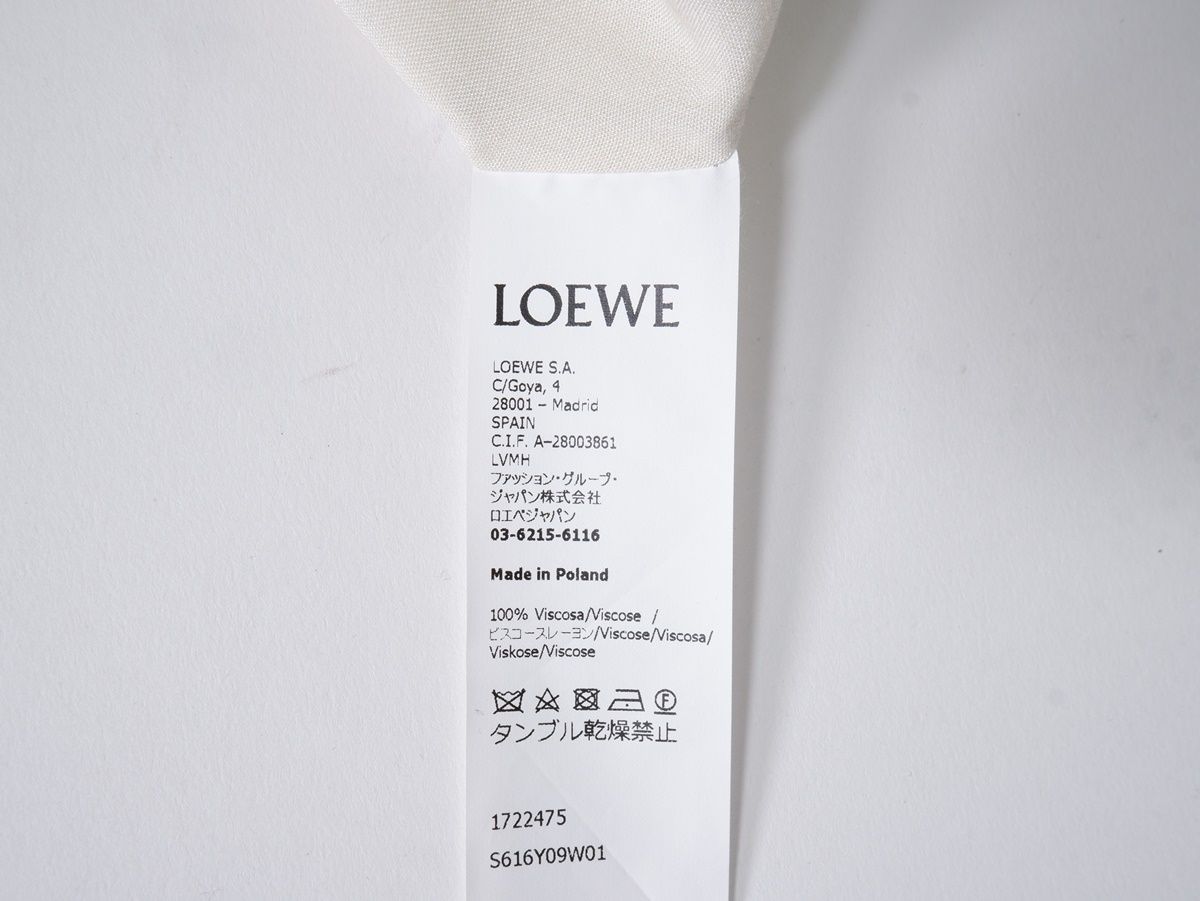 LOEWE
LOEWE S.A.
C/Goya, 4
28001 – Madrid
SPAIN
C.I.F. A–28003861
LVMH
ファッション・グループ・
ジャパン株式会社
ロエベジャパン
03-6215-6116
Made in Poland
100% Viscosa/Viscose /
ビスコースレーヨン/Viscose/Viscosa/
Viskose/Viscose
F
タンブル乾燥禁止
1722475
S616Y09W01